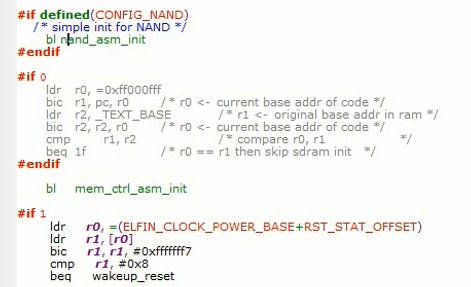 #if defined(CONFIG_NAND)
/* simple init for NAND */
bl nand_asm_init
#endif
#if 0
ldr r0, =0xff000fff
bic r1, pc, r0 /* r0 <- current base addr of code */
ldr r2, _TEXT_BASE /* r1 <- original base addr in ram */
bic r2, r2, r0 /* r0 <- current base addr of code */
cmp r1, r2 /* compare r0, r1 */
beq 1f /* r0 == r1 then skip sdram init */
#endif
bl mem_ctrl_asm_init
#if 1
ldr r0, =(ELFIN_CLOCK_POWER_BASE+RST_STAT_OFFSET)
ldr r1, [r0]
bic r1, r1, #0xfffffff7
cmp r1, #0x8
beq wakeup_reset